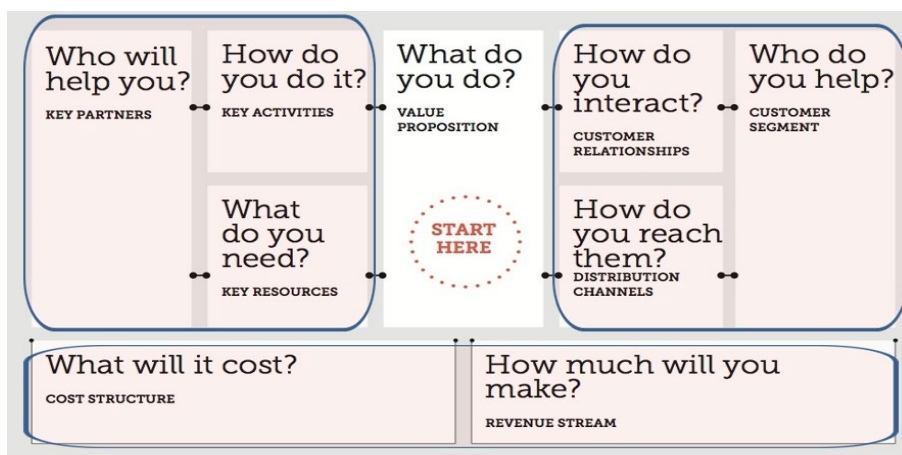 Who will
help you?
KEY PARTNERS
How do
you do it?
KEY ACTIVITIES
What
do you
need?
KEY RESOURCES
What do
you do?
VALUE
PROPOSITION
START
HERE
How do
you
interact?
CUSTOMER
RELATIONSHIPS
How do
you reach
them?
DISTRIBUTION
CHANNELS
Who do
you help?
CUSTOMER
SEGMENT
What will it cost?
COST STRUCTURE
How much will you
make?
REVENUE STREAM